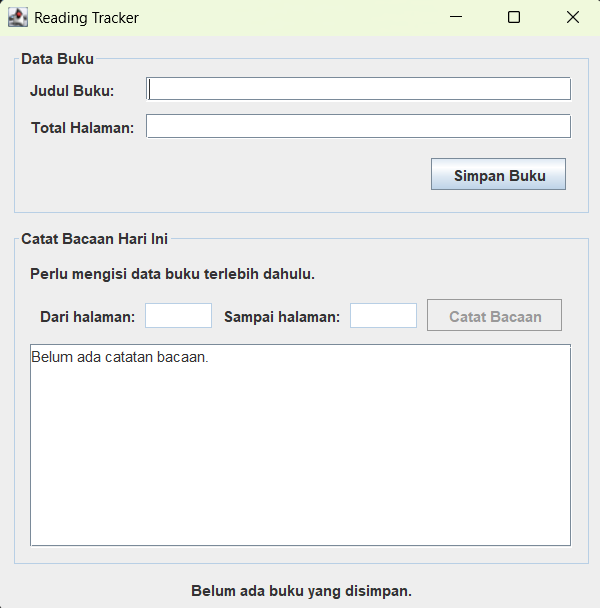 Reading Tracker
Data Buku
Judul Buku:
Total Halaman:
Simpan Buku
Catat Bacaan Hari Ini
Perlu mengisi data buku terlebih dahulu.
Dari halaman: Sampai halaman: Catat Bacaan
Belum ada catatan bacaan.
Belum ada buku yang disimpan.